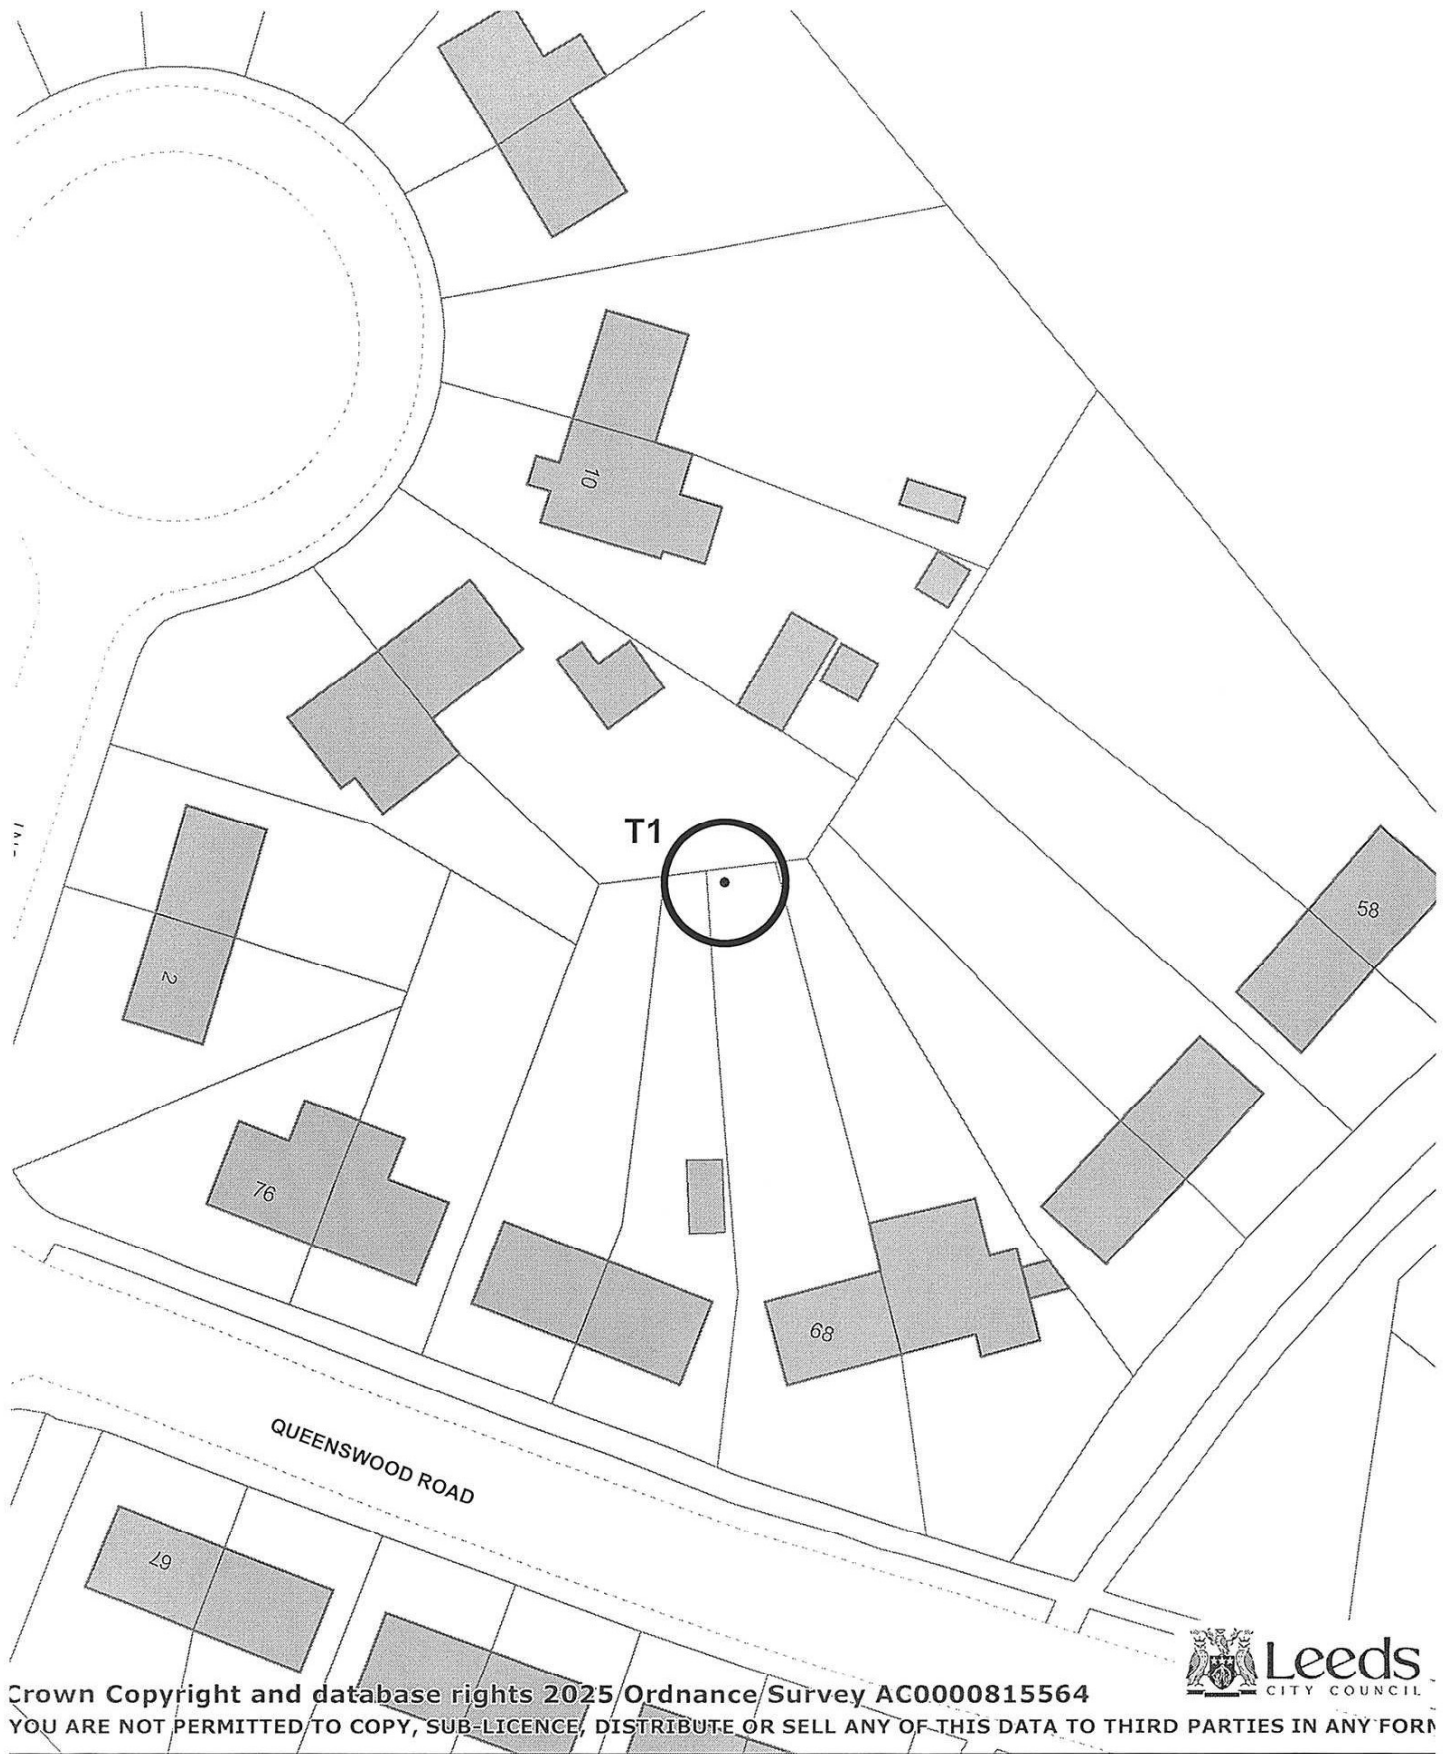 10
T1
58
2
76
68
QUEENSWOOD ROAD
67
Leeds
CITY COUNCIL
Crown Copyright and database rights 2025 Ordnance Survey AC0000815564
YOU ARE NOT PERMITTED TO COPY, SUB-LICENCE, DISTRIBUTE OR SELL ANY OF THIS DATA TO THIRD PARTIES IN ANY FORM